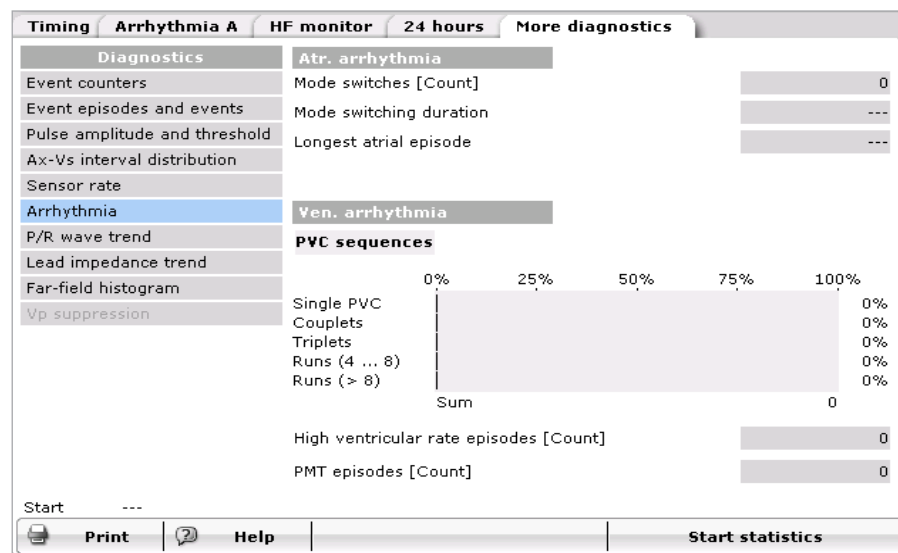 Timing Arrhythmia A HF monitor 24 hours More diagnostics
Diagnostics
Event counters
Event episodes and events
Pulse amplitude and threshold
Ax-Vs interval distribution
Sensor rate
Arrhythmia
P/R wave trend
Lead impedance trend
Far-field histogram
Vp suppression
Atr. arrhythmia
Mode switches [Count] 0
Mode switching duration ---
Longest atrial episode ---
Ven. arrhythmia
PVC sequences
0% 25% 50% 75% 100%
Single PVC 0%
Couplets 0%
Triplets 0%
Runs (4 ... 8) 0%
Runs (> 8) 0%
Sum 0
High ventricular rate episodes [Count] 0
PMT episodes [Count] 0
Start ---
Print Help Start statistics